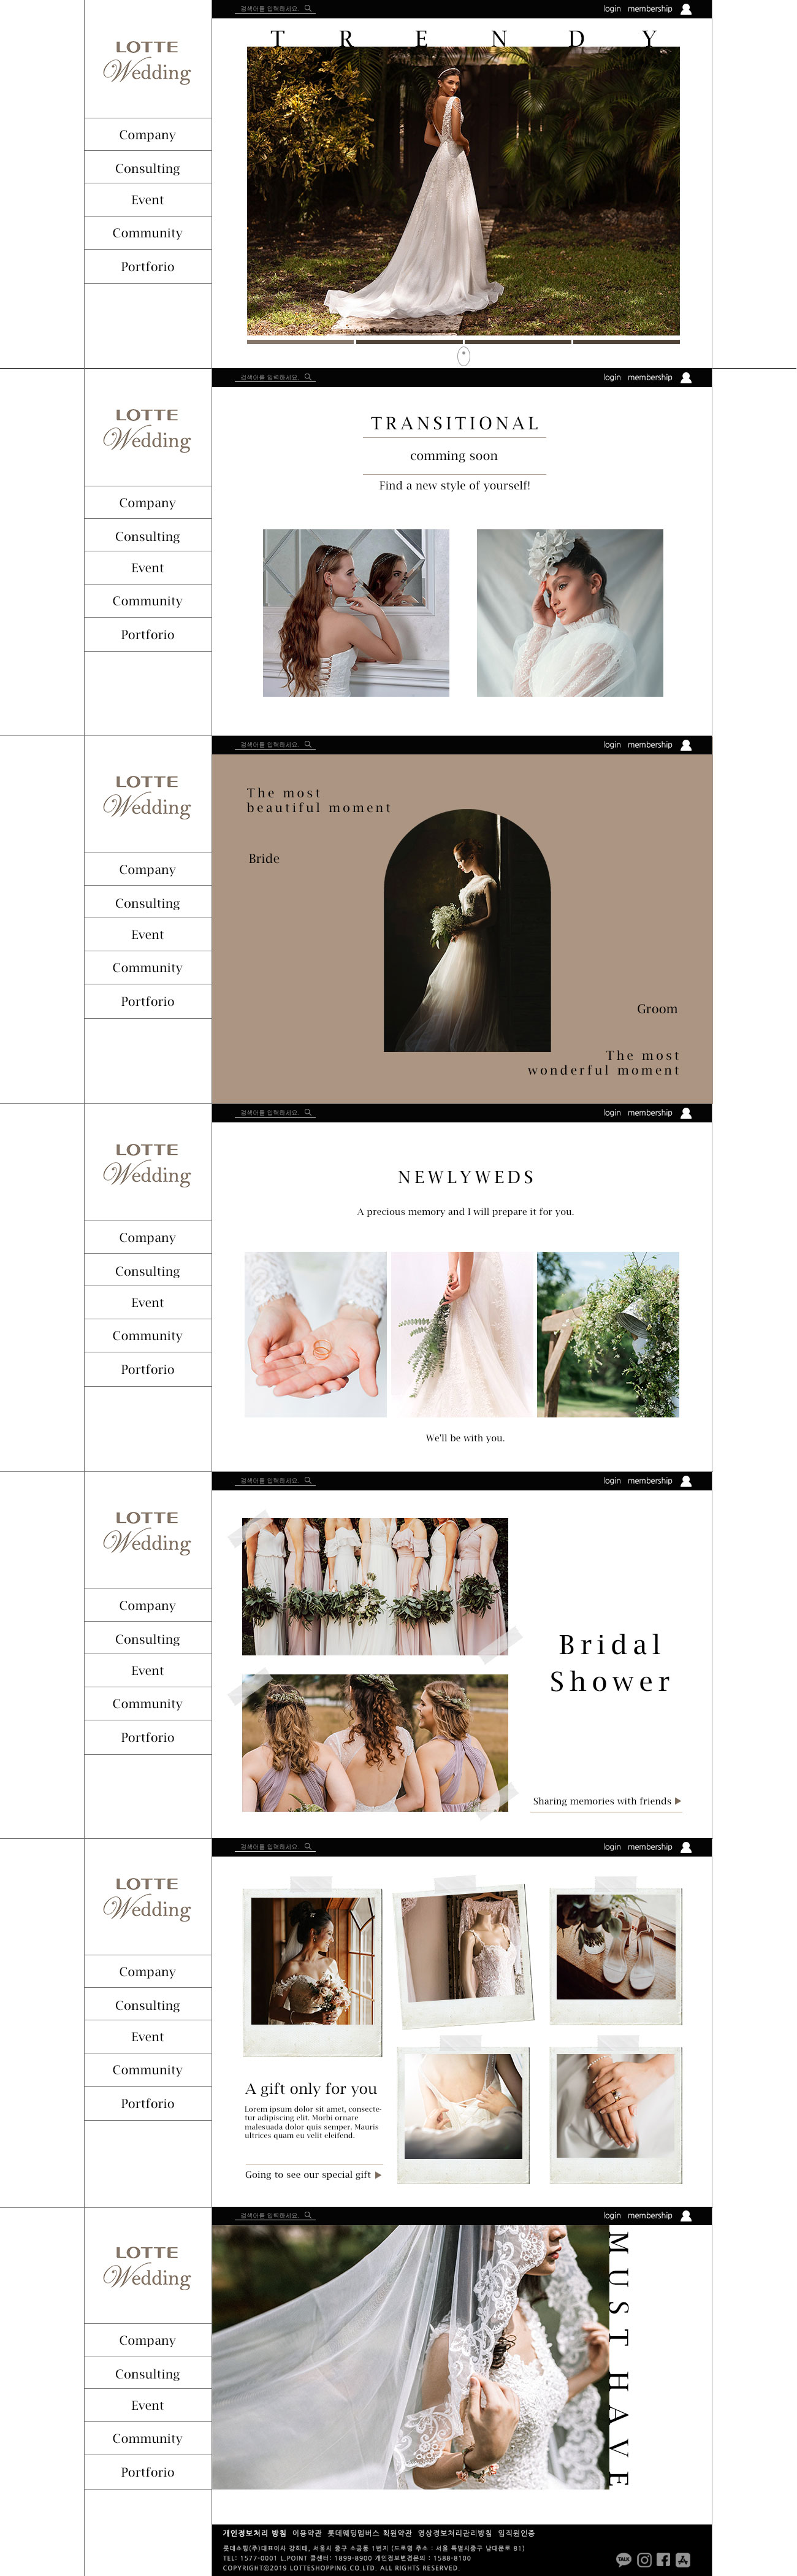 검색어를 입력하세요.
login membership
LOTTE
Wedding
Company
Consulting
Event
Community
Portforio
T R E N D Y
검색어를 입력하세요.
login membership
LOTTE
Wedding
Company
Consulting
Event
Community
Portforio
TRANSITIONAL
comming soon
Find a new style of yourself!
검색어를 입력하세요.
login membership
LOTTE
Wedding
Company
Consulting
Event
Community
Portforio
The most
beautiful moment
Bride
Groom
The most
wonderful moment
검색어를 입력하세요.
login membership
LOTTE
Wedding
Company
Consulting
Event
Community
Portforio
NEWLYWEDS
A precious memory and I will prepare it for you.
We'll be with you.
검색어를 입력하세요.
login membership
LOTTE
Wedding
Company
Consulting
Event
Community
Portforio
Bridal
Shower
Sharing memories with friends
검색어를 입력하세요.
login membership
LOTTE
Wedding
Company
Consulting
Event
Community
Portforio
A gift only for you
Lorem ipsum dolor sit amet, consecte-
tur adipiscing elit. Morbi ornare
malesuada dolor quis semper. Mauris
ultrices quam eu velit eleifend.
Going to see our special gift
검색어를 입력하세요.
login membership
LOTTE
Wedding
Company
Consulting
Event
Community
Portforio
MUST HAVE
개인정보처리 방침 이용약관 롯데웨딩멤버스 회원약관 영상정보처리관리방침 임직원인증
롯데쇼핑(주)대표이사 강희태, 서울시 중구 소공동 1번지 (도로명 주소 : 서울 특별시중구 남대문로 81)
TEL: 1577-0001 L.POINT 콜센터: 1899-8900 개인정보변경문의 : 1588-8100
COPYRIGHT©2019 LOTTESHOPPING.CO.LTD. ALL RIGHTS RESERVED.
TALK